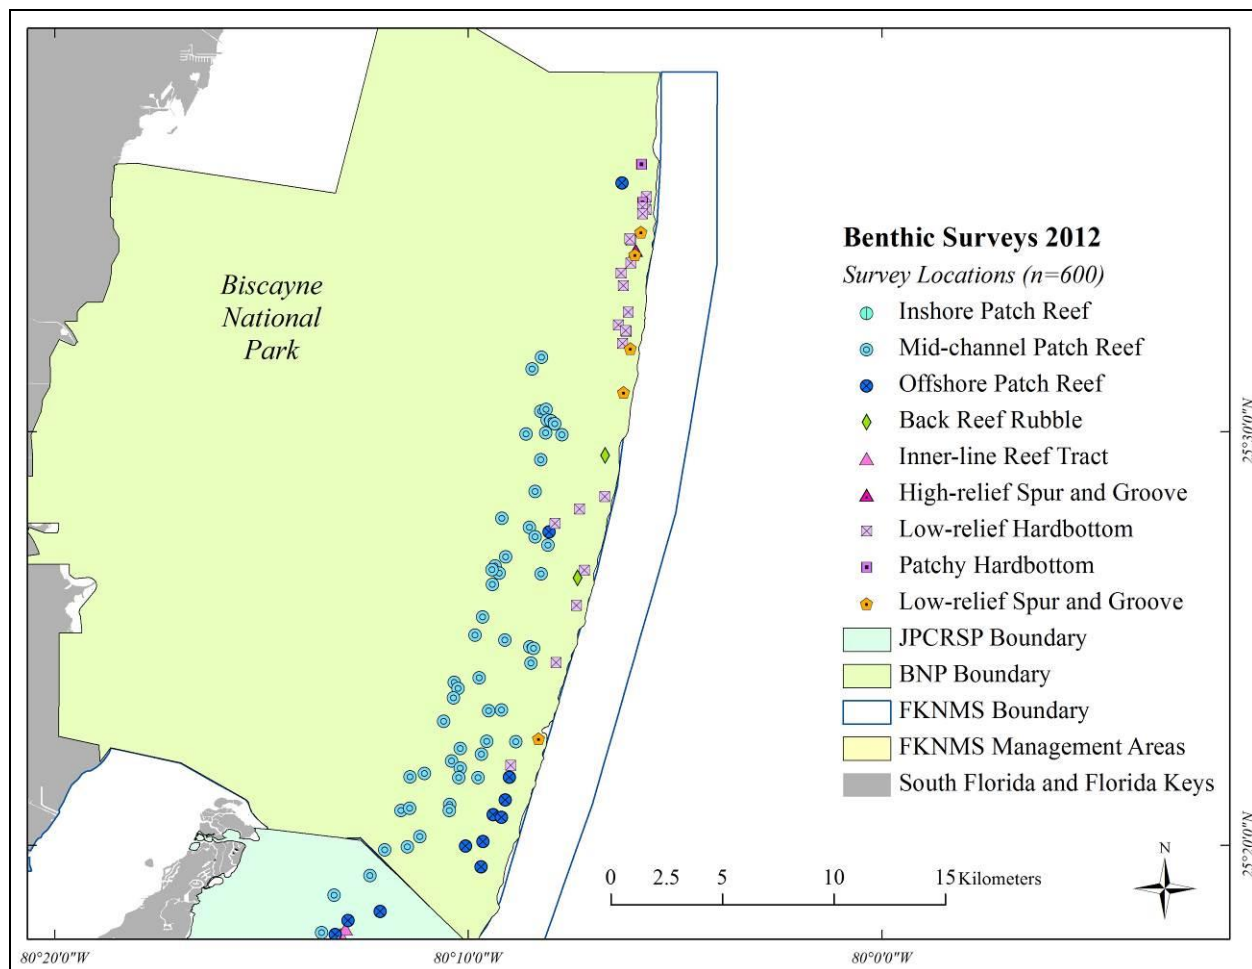 Biscayne
National
Park
Benthic Surveys 2012
Survey Locations (n=600)
Inshore Patch Reef
Mid-channel Patch Reef
Offshore Patch Reef
Back Reef Rubble
Inner-line Reef Tract
High-relief Spur and Groove
Low-relief Hardbottom
Patchy Hardbottom
Low-relief Spur and Groove
JPCRSP Boundary
BNP Boundary
FKNMS Boundary
FKNMS Management Areas
South Florida and Florida Keys
25°30'0"N
25°20'0"N
N
0 2.5 5 10 15 Kilometers
80°20'0"W 80°10'0"W 80°0'0"W